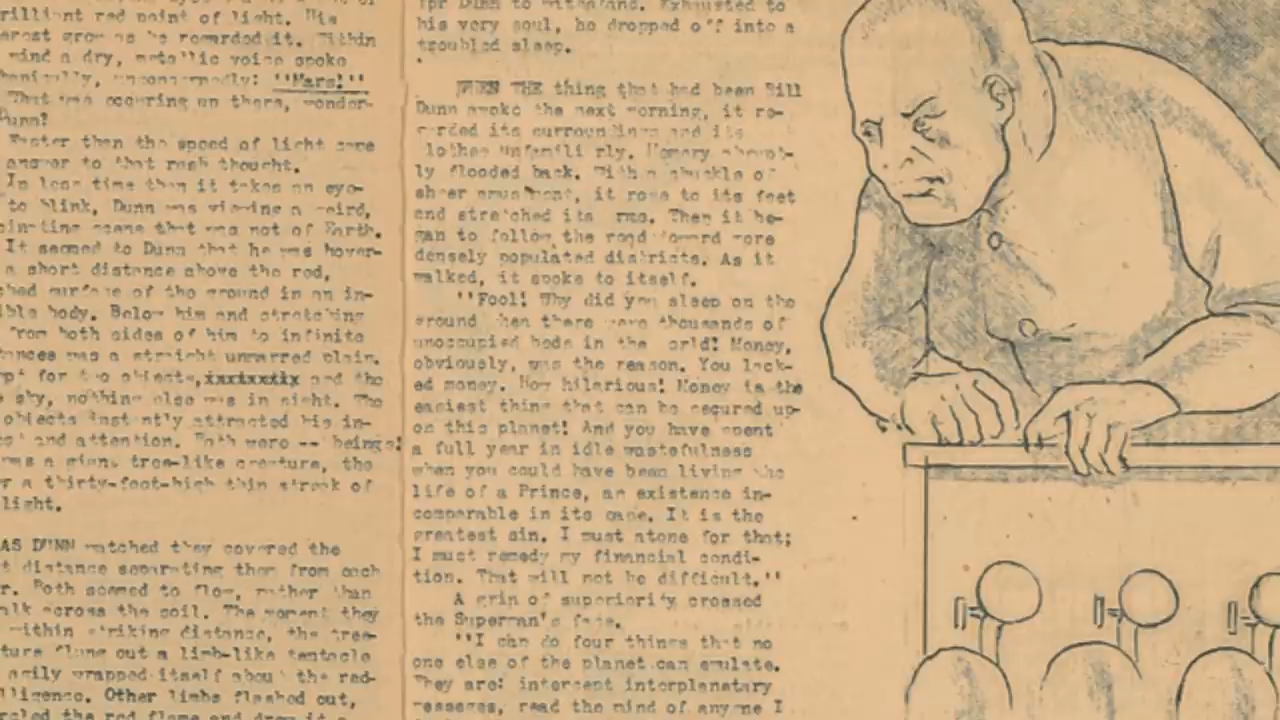 rilliant red point of light. His
as he regarded it. Within
mind a dry, metallic voice spoke
unconcernedly: "Mars!"
That was occuring up there, wonder-
Dunn?
Faster than the speed of light came
answer to that rash thought.
In less time than it takes an eye-
to blink, Dunn was viewing a weird,
scene that was not of Earth.
It seemed to Dunn that he was hover-
a short distance above the red,
surface of the ground in an in-
ible body. Below him and stretching
from both sides of him to infinite
tances was a straight unmarred plain.
for two objects, and the
sky, nothing else was in sight. The
objects instantly attracted his in-
and attention. Both were -- beings!
was a giant tree-like creature, the
r a thirty-foot-high thin streak of
light.
AS DUNN watched they covered the
t distance separating them from each
r. Both seemed to flow, rather than
alk across the soil. The moment they
within striking distance, the tree-
ture flung out a limb-like tentacle
easily wrapped itself about the red-
lligence. Other limbs flashed out,
rcled the red flame and drew it
for Dunn to withstand. Exhausted to
his very soul, he dropped off into a
troubled sleep.
WHEN THE thing that had been Bill
Dunn awoke the next morning, it re-
garded its surroundings and its
lothes unfamili rly. Memory abrupt-
ly flooded back. With a chuckle of
sheer amusement, it rose to its feet
and stretched its rms. Then it be-
gan to follow the road toward more
densely populated districts. As it
walked, it spoke to itself.
"Fool! Why did you sleep on the
ground when there were thousands of
unoccupied beds in the orld! Money,
obviously, was the reason. You lack-
ed money. How hilarious! Money is the
easiest thing that can be secured up-
on this planet! And you have spent
a full year in idle wastefulness
when you could have been living the
life of a Prince, an existence in-
comparable in its case. It is the
greatest sin. I must atone for that;
I must remedy my financial condi-
tion. That will not be difficult."
A grin of superiority crossed
the Superman's face.
"I can do four things that no
one else of the planet can emulate.
They are: intercept interplanetary
messages, read the mind of anyone I